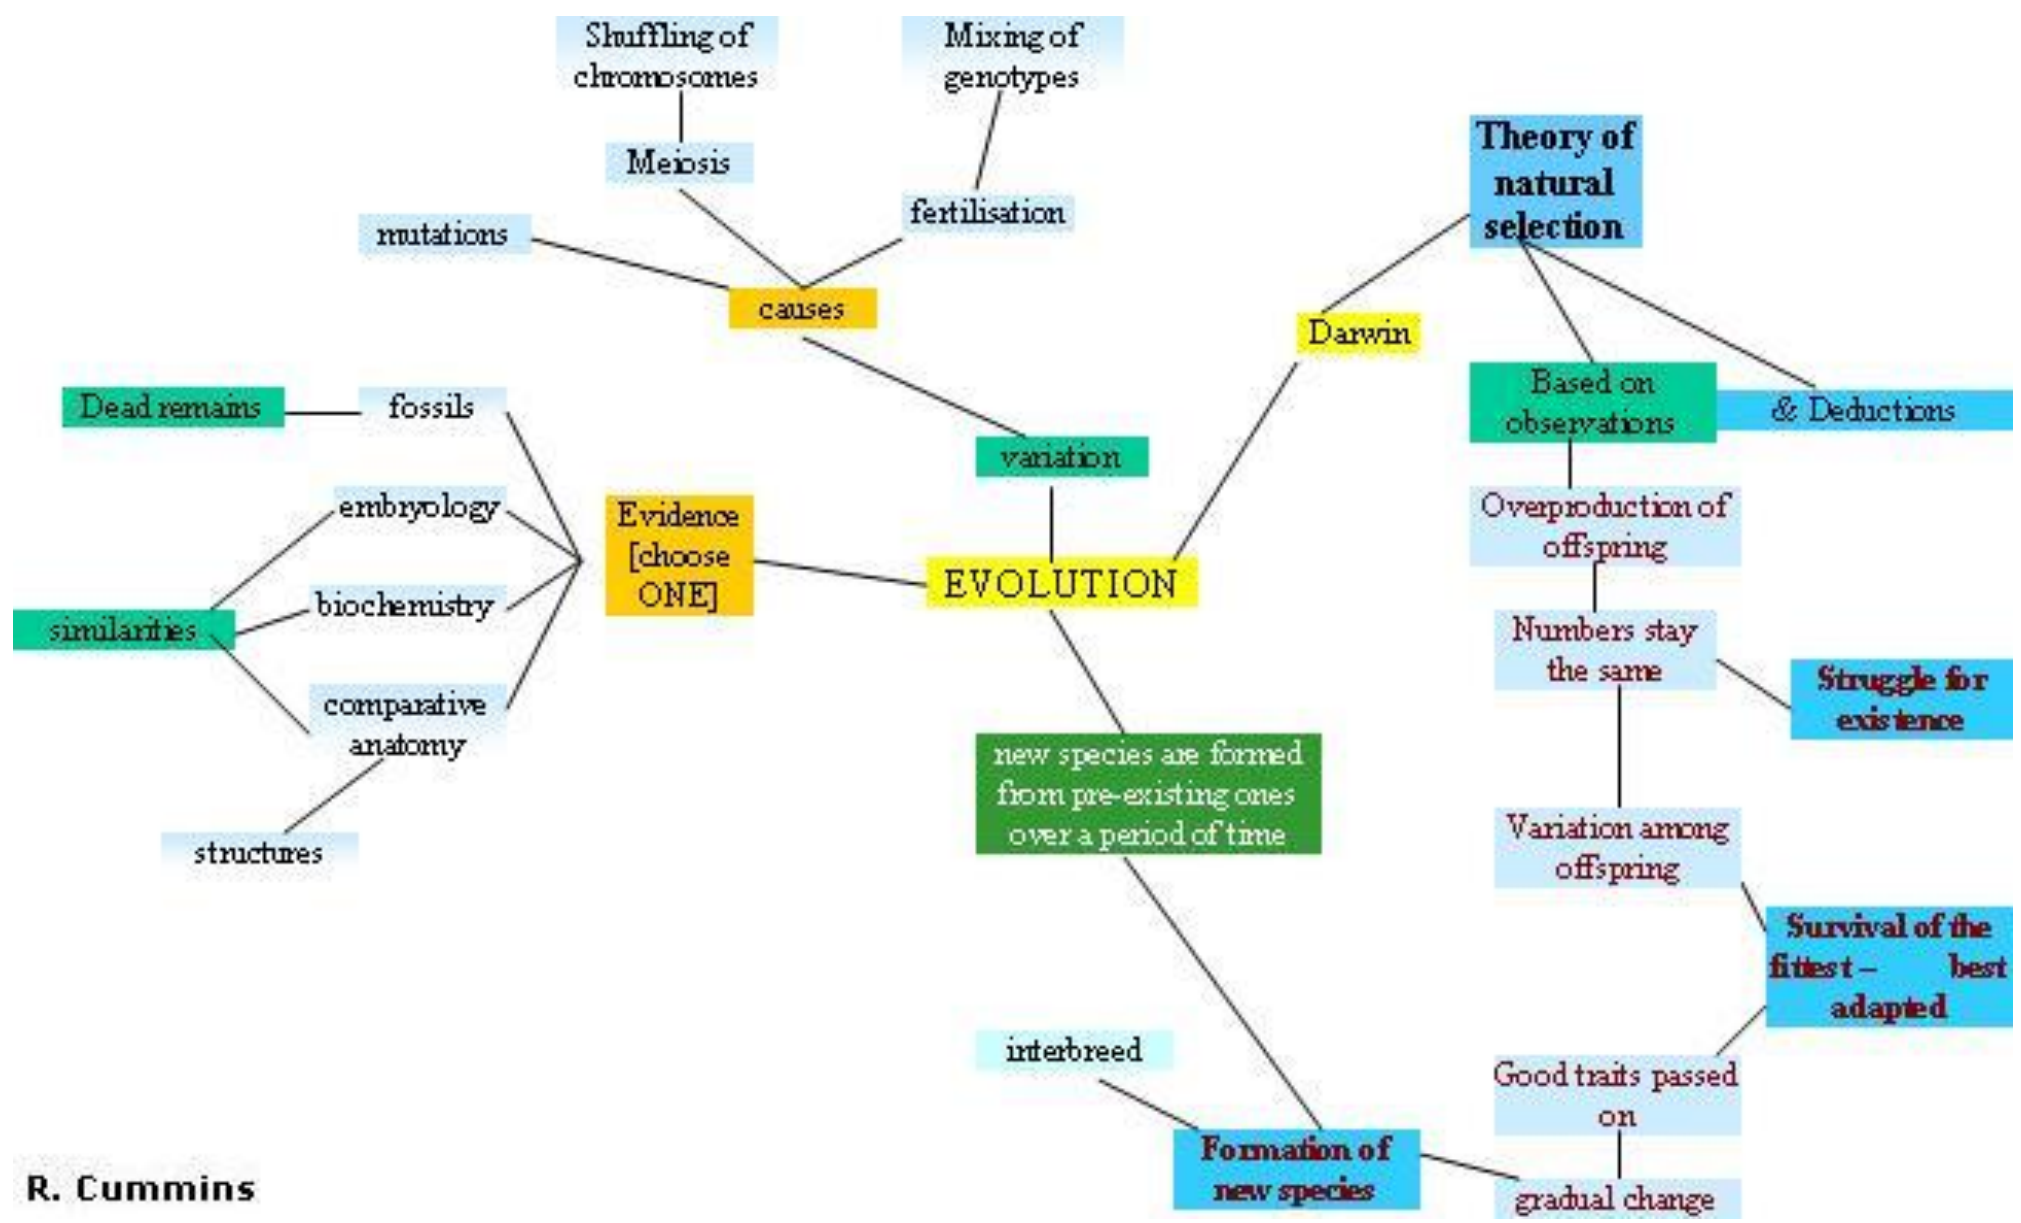 Shuffling of
chromosomes
Mixing of
genotypes
Meiosis
fertilisation
mutations
causes
Theory of
natural
selection
Darwin
Based on
observations
& Deductions
Dead remains
fossils
variation
embryology
Evidence
[choose
ONE]
EVOLUTION
Overproduction of
offspring
similarities
biochemistry
Numbers stay
the same
Struggle for
existence
comparative
anatomy
structures
new species are formed
from pre-existing ones
over a period of time
Variation among
offspring
Survival of the
fittest – best
adapted
interbreed
Good traits passed
on
Formation of
new species
gradual change
R. Cummins